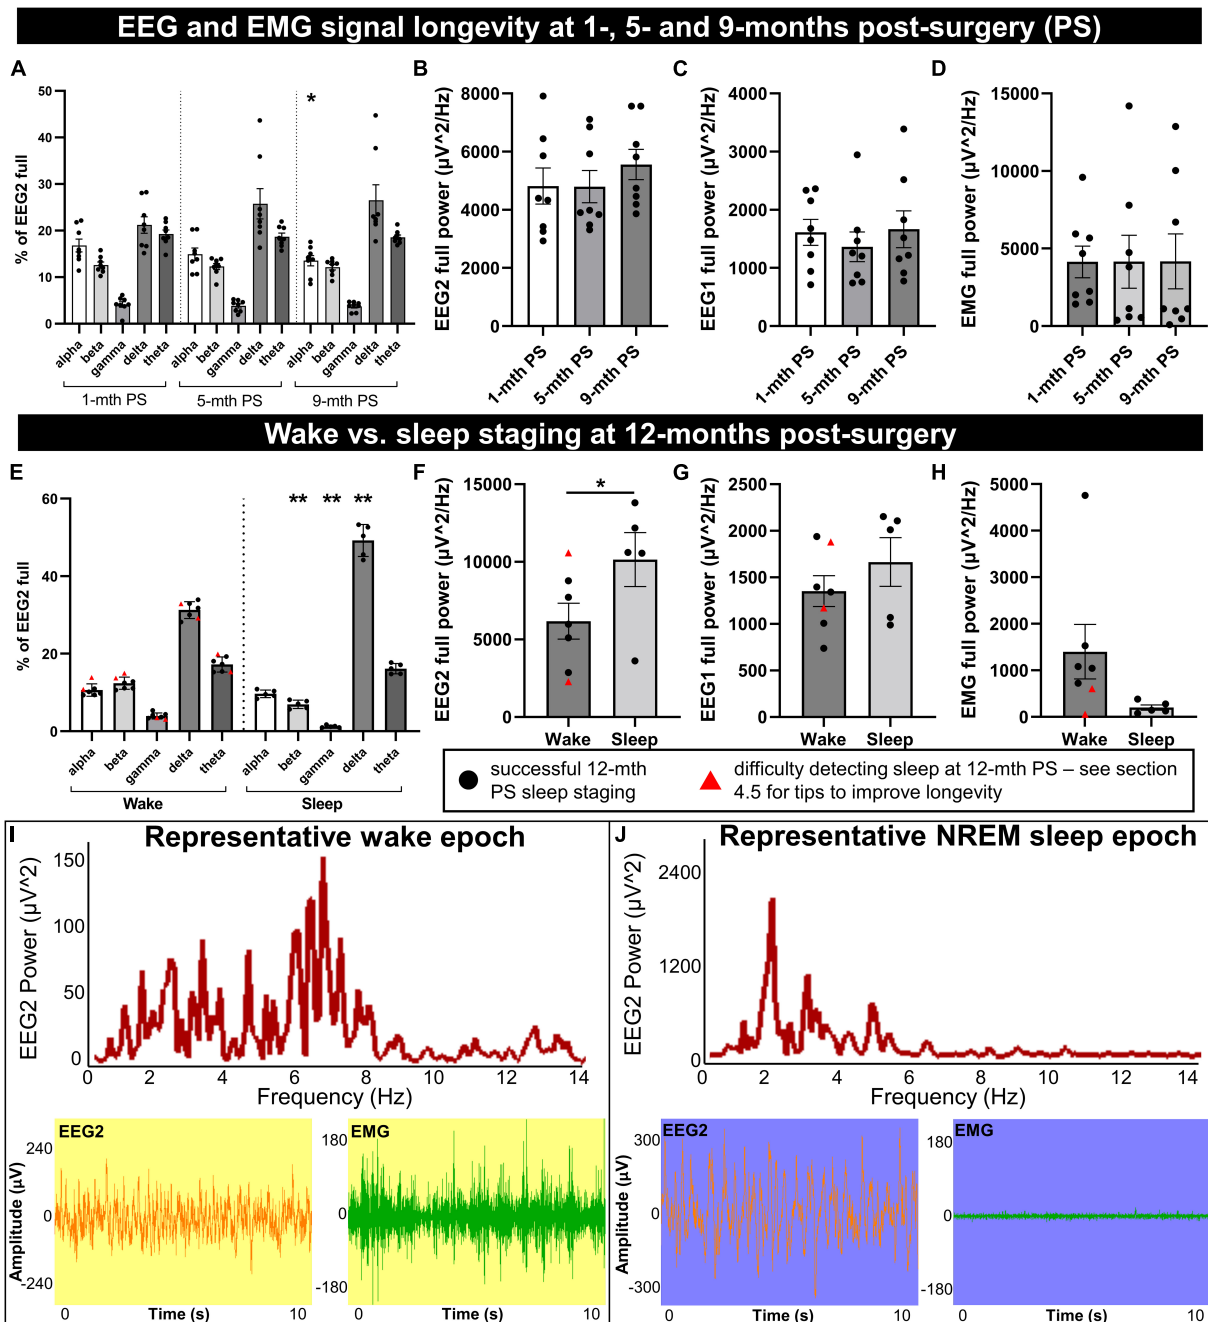 EEG and EMG signal longevity at 1-, 5- and 9-months post-surgery (PS)
A
% of EEG2 full
50
40
30
20
10
0
*
alpha
beta
gamma
delta
theta
alpha
beta
gamma
delta
theta
alpha
beta
gamma
delta
theta
1-mth PS
5-mth PS
9-mth PS
B
EEG2 full power (µV^2/Hz)
8000
6000
4000
2000
0
1-mth PS
5-mth PS
9-mth PS
C
EEG1 full power (µV^2/Hz)
4000
3000
2000
1000
0
1-mth PS
5-mth PS
9-mth PS
D
EMG full power (µV^2/Hz)
15000
10000
5000
0
1-mth PS
5-mth PS
9-mth PS
Wake vs. sleep staging at 12-months post-surgery
E
% of EEG2 full
60
40
20
0
** ** **
alpha
beta
gamma
delta
theta
alpha
beta
gamma
delta
theta
Wake
Sleep
F
EEG2 full power (µV^2/Hz)
15000
10000
5000
0
*
Wake Sleep
G
EEG1 full power (µV^2/Hz)
2500
2000
1500
1000
500
0
Wake Sleep
H
EMG full power (µV^2/Hz)
5000
4000
3000
2000
1000
0
Wake Sleep
successful 12-mth
PS sleep staging
difficulty detecting sleep at 12-mth PS – see section
4.5 for tips to improve longevity
I
Representative wake epoch
EEG2 Power (µV^2)
150
100
50
0
0 2 4 6 8 10 12 14
Frequency (Hz)
EEG2
Amplitude (µV)
240
0
-240
0 Time (s) 10
EMG
180
0
-180
0 Time (s) 10
J
Representative NREM sleep epoch
EEG2 Power (µV^2)
2400
1200
0
0 2 4 6 8 10 12 14
Frequency (Hz)
EEG2
Amplitude (µV)
300
0
-300
0 Time (s) 10
EMG
180
0
-180
0 Time (s) 10